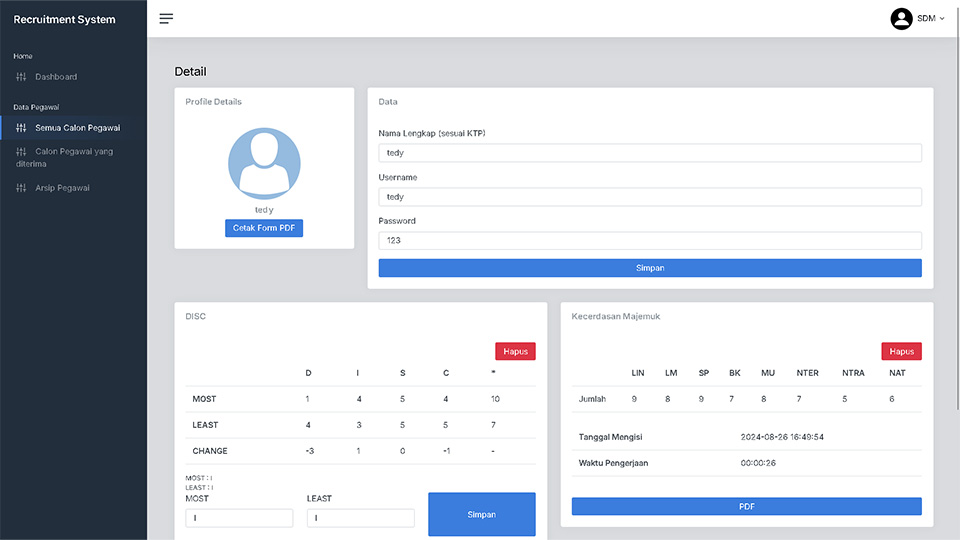 Recruitment System
SDM
Home
Dashboard
Data Pegawai
Semua Calon Pegawai
Calon Pegawai yang
diterima
Arsip Pegawai
Detail
Profile Details
tedy
Cetak Form PDF
Data
Nama Lengkap (sesuai KTP)
tedy
Username
tedy
Password
123
Simpan
DISC
Hapus
D I S C *
MOST 1 4 5 4 10
LEAST 4 3 5 5 7
CHANGE -3 1 0 -1 -
MOST : I
LEAST : I
MOST LEAST
I I
Simpan
Kecerdasan Majemuk
Hapus
LIN LM SP BK MU NTER NTRA NAT
Jumlah 9 8 9 7 8 7 5 6
Tanggal Mengisi 2024-08-26 16:49:54
Waktu Pengerjaan 00:00:26
PDF